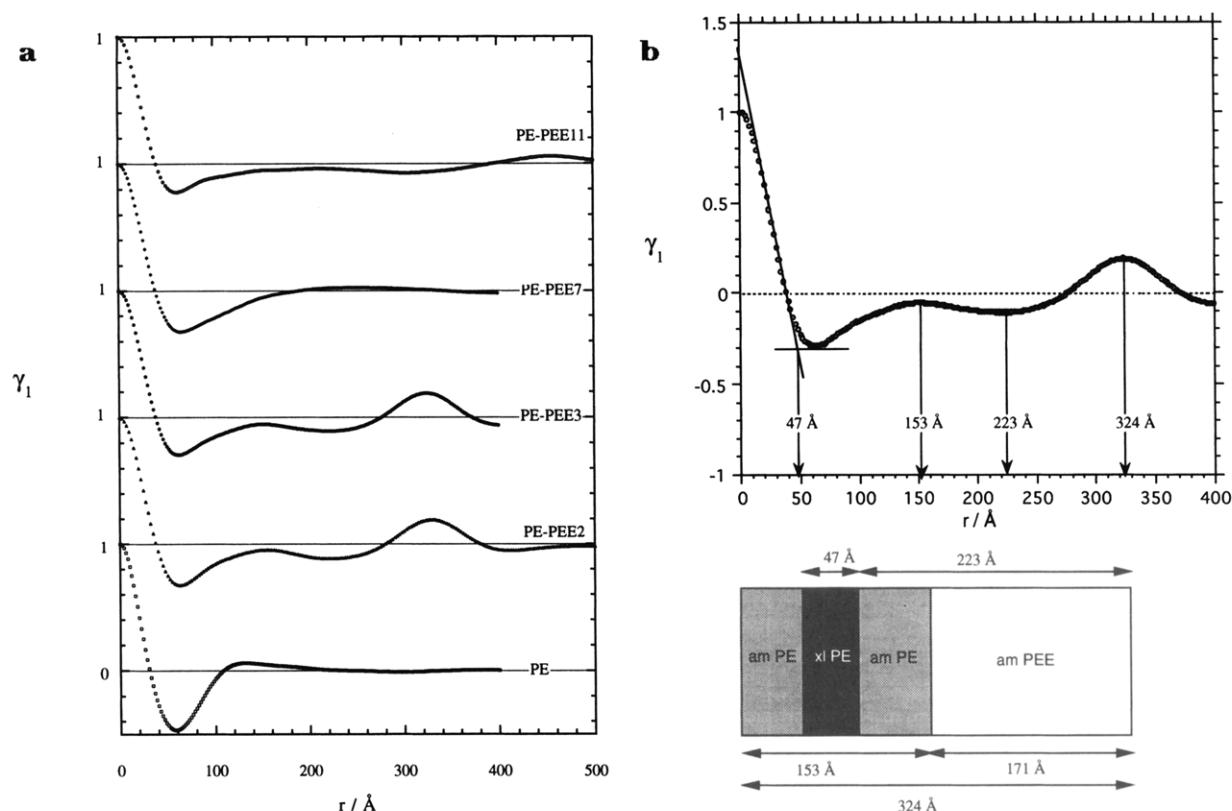 a
1
PE-PEE11
1
PE-PEE7
1
γ1
PE-PEE3
1
PE-PEE2
1
PE
0
0 100 200 300 400 500
r / Å
b
1.5
1
0.5
γ1
0
-0.5
47 Å 153 Å 223 Å 324 Å
-1
0 50 100 150 200 250 300 350 400
r / Å
47 Å 223 Å
am PE xl PE am PE am PEE
153 Å 171 Å
324 Å